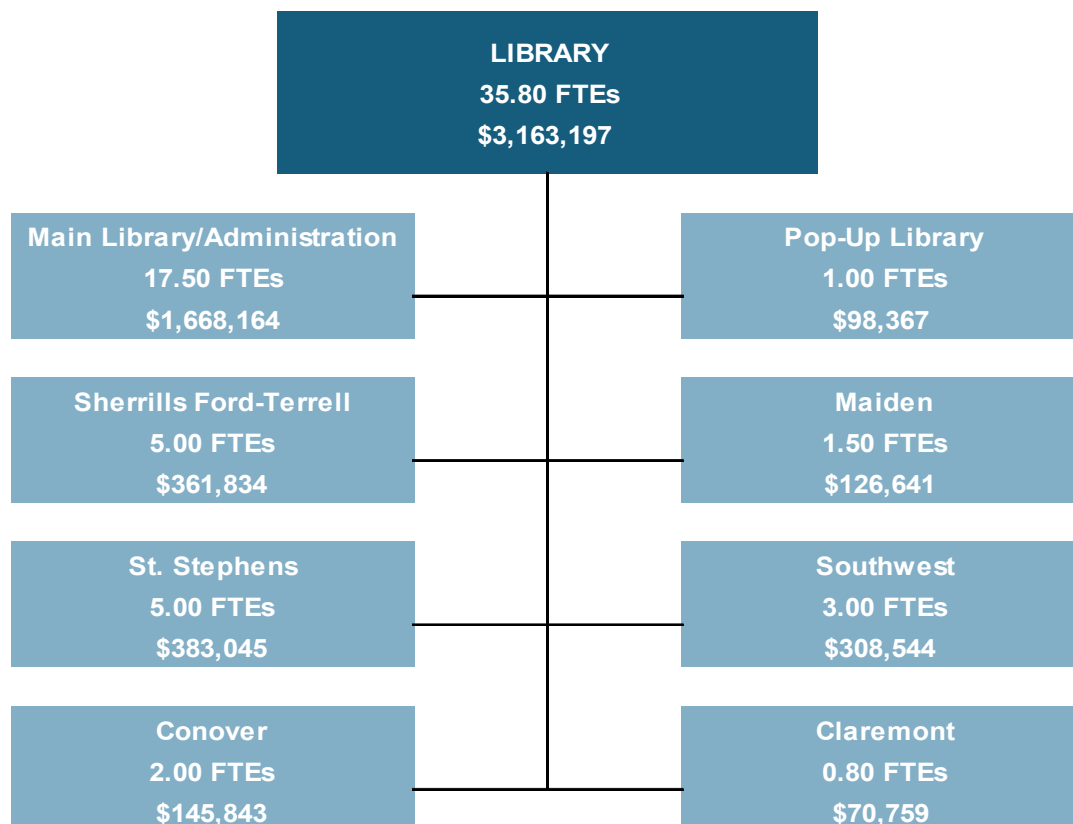 LIBRARY
35.80 FTEs
$3,163,197
Main Library/Administration
17.50 FTEs
$1,668,164
Pop-Up Library
1.00 FTEs
$98,367
Sherrills Ford-Terrell
5.00 FTEs
$361,834
Maiden
1.50 FTEs
$126,641
St. Stephens
5.00 FTEs
$383,045
Southwest
3.00 FTEs
$308,544
Conover
2.00 FTEs
$145,843
Claremont
0.80 FTEs
$70,759